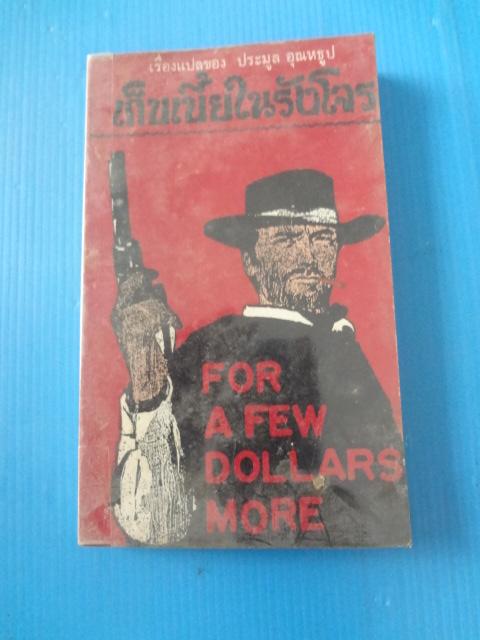 เรื่องแปลของ ประมูล อุณหธูป
เก็บเบี้ยในรังโจร
FOR
A FEW
DOLLARS
MORE